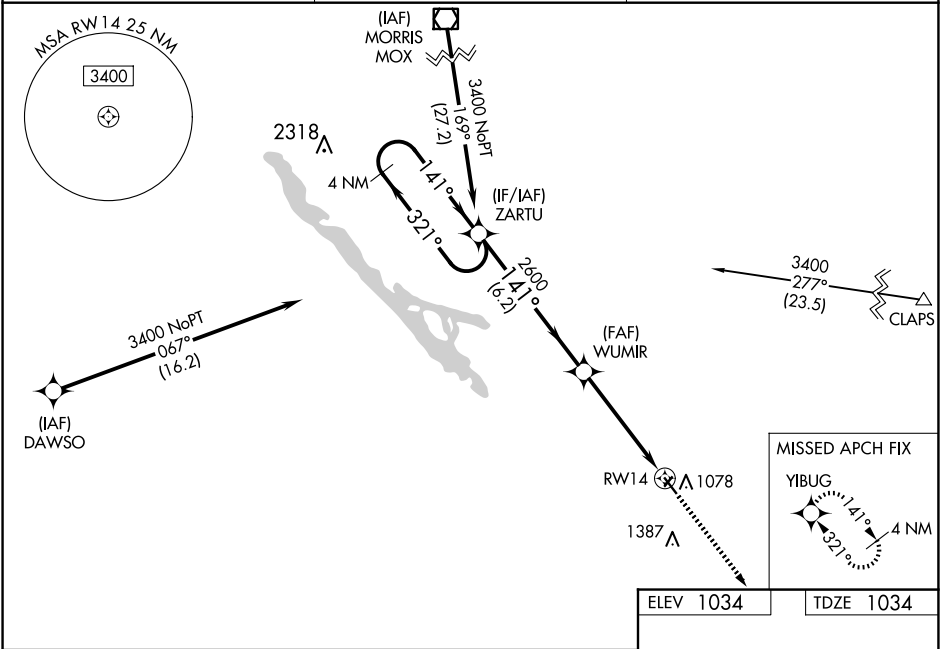 MSA RW14 25 NM
3400
(IAF)
MORRIS
MOX
3400 NoPT
169°
(27.2)
2318
4 NM
141°
321°
(IF/IAF)
ZARTU
2600
141°
(6.2)
3400
277°
(23.5)
CLAPS
3400 NoPT
067°
(16.2)
(IAF)
DAWSO
(FAF)
WUMIR
RW14
1078
1387
MISSED APCH FIX
YIBUG
141°
321°
4 NM
ELEV 1034
TDZE 1034